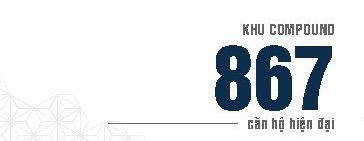 KHU COMPOUND
867
căn hộ hiện đại